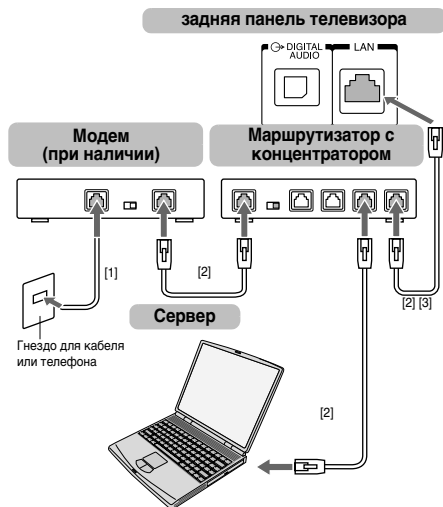 задняя панель телевизора
DIGITAL
AUDIO
LAN
Модем
(при наличии)
Маршрутизатор с
концентратором
[1]
[2]
[2] [3]
Сервер
Гнездо для кабеля
или телефона
[2]